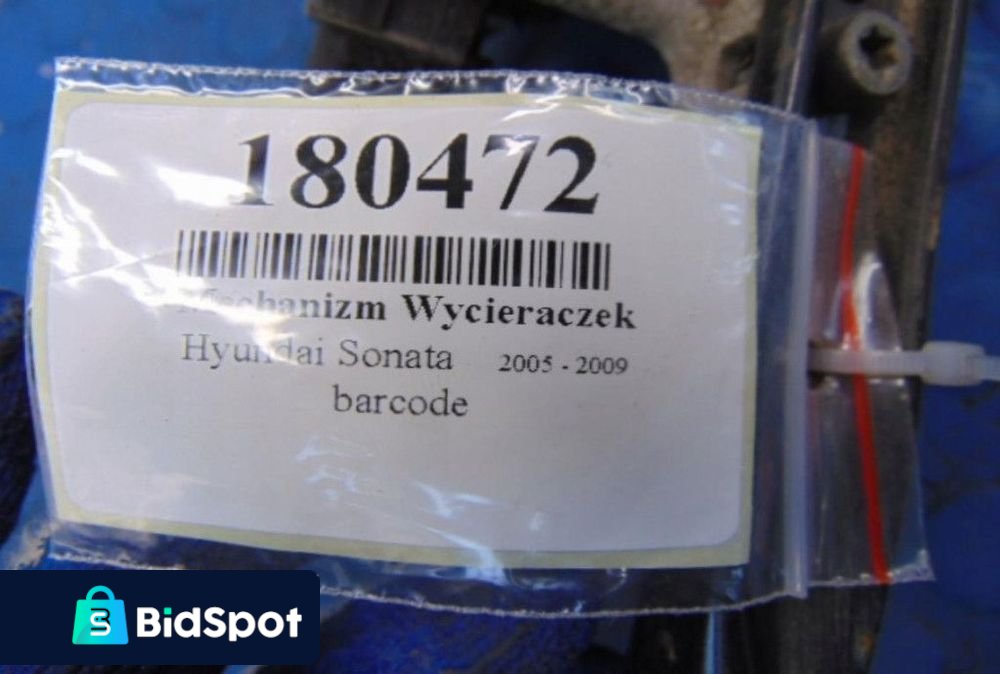 180472
Mechanizm Wycieraczek
Hyundai Sonata 2005 - 2009
barcode
BidSpot